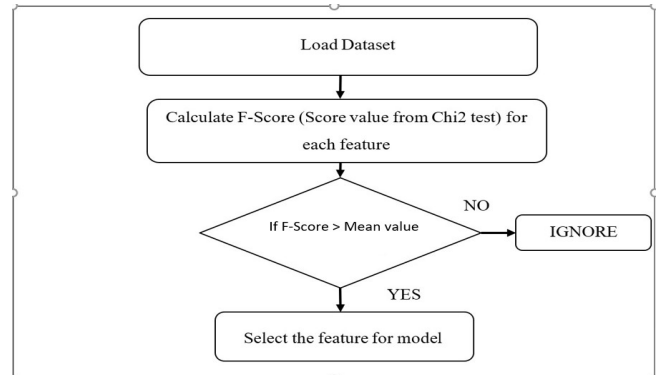 Load Dataset
Calculate F-Score (Score value from Chi2 test) for
each feature
If F-Score > Mean value
NO
IGNORE
YES
Select the feature for model